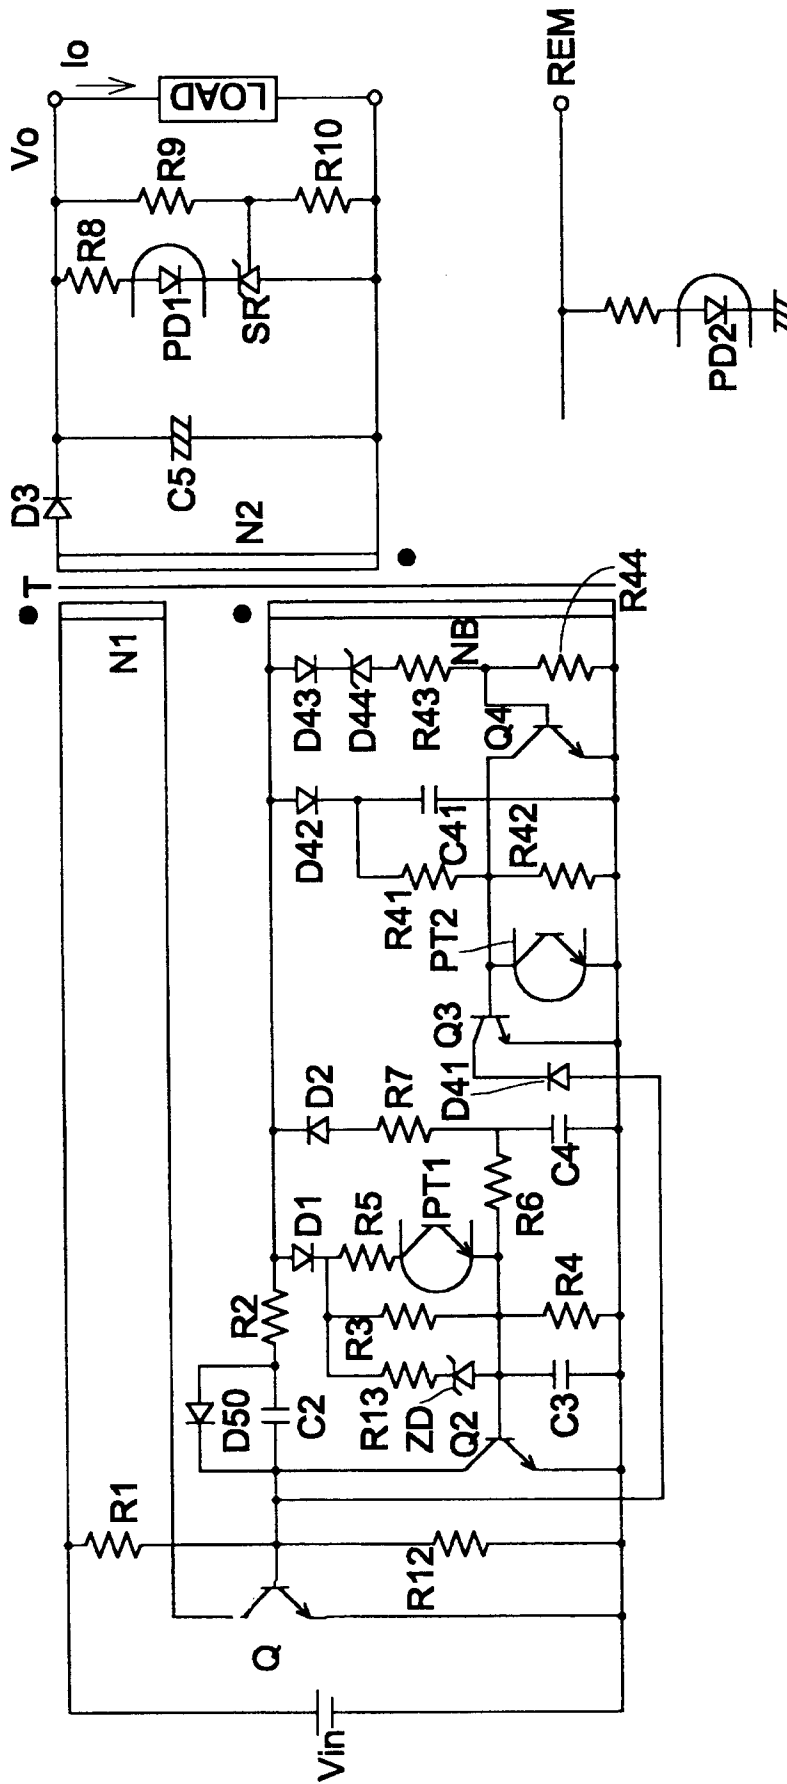 Vin
Q
R1
R12
D50
C2
R2
R13
ZD
Q2
C3
R3
R4
D1
R5
PT1
R6
D2
R7
C4
D41
Q3
PT2
R41
R42
D42
C41
Q4
D43
D44
R43
NB
R44
N1
T
N2
D3
C5
PD1
SR
R8
R9
R10
Vo
Io
LOAD
REM
PD2